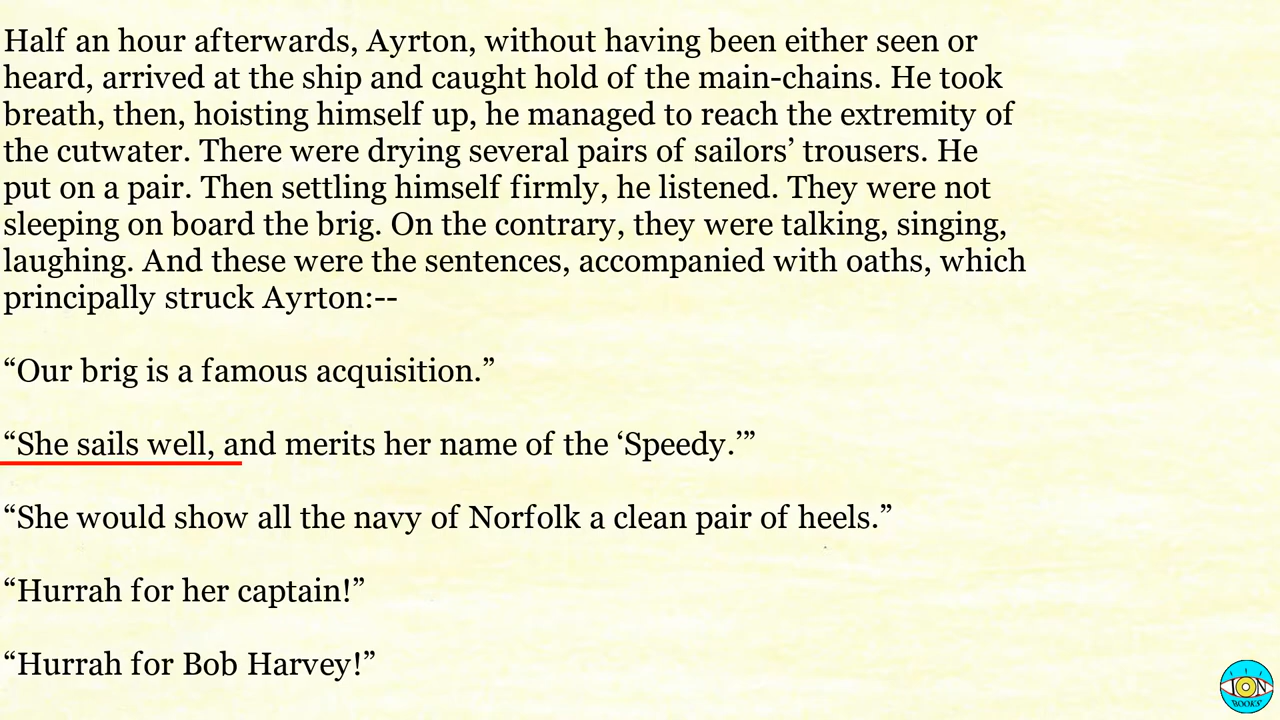 Half an hour afterwards, Ayrton, without having been either seen or
heard, arrived at the ship and caught hold of the main-chains. He took
breath, then, hoisting himself up, he managed to reach the extremity of
the cutwater. There were drying several pairs of sailors’ trousers. He
put on a pair. Then settling himself firmly, he listened. They were not
sleeping on board the brig. On the contrary, they were talking, singing,
laughing. And these were the sentences, accompanied with oaths, which
principally struck Ayrton:--
“Our brig is a famous acquisition.”
“She sails well, and merits her name of the ‘Speedy.’”
“She would show all the navy of Norfolk a clean pair of heels.”
“Hurrah for her captain!”
“Hurrah for Bob Harvey!”
ION
BOOKS